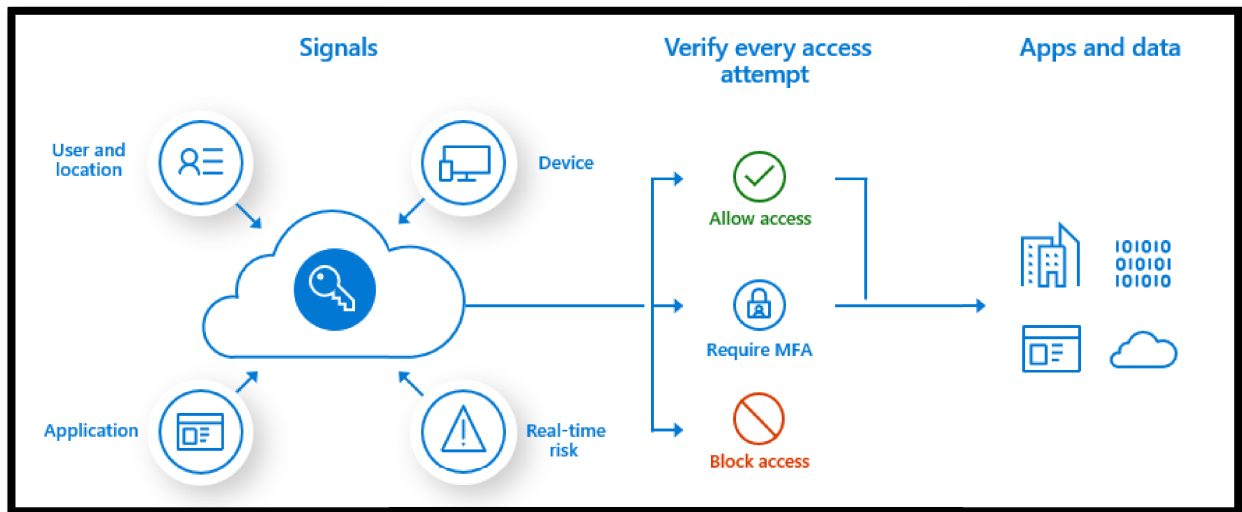 Signals
Verify every access
attempt
Apps and data
User and
location
Device
Allow access
101010
010101
101010
Require MFA
Application
Real-time
risk
Block access